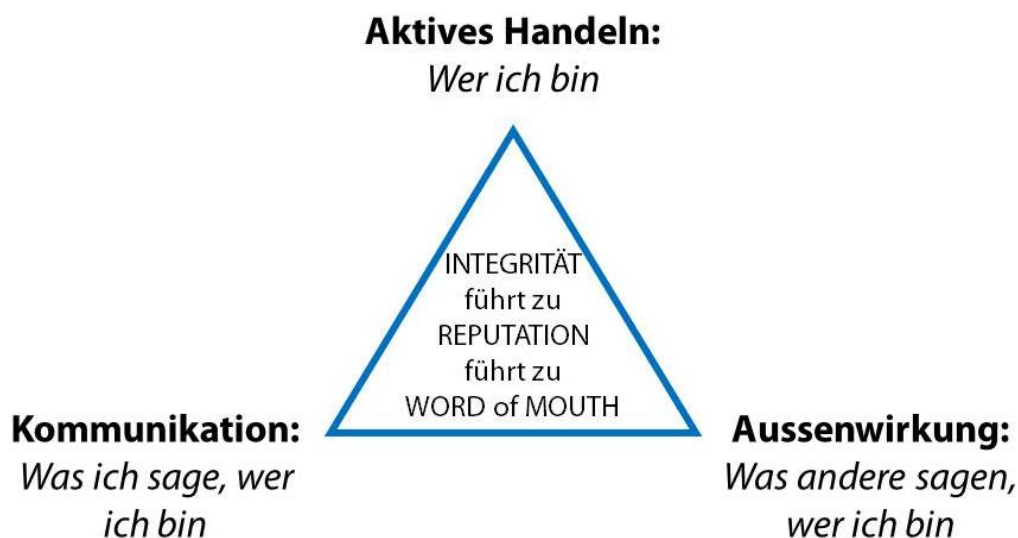 Aktives Handeln:
Wer ich bin
INTEGRITÄT
führt zu
REPUTATION
führt zu
WORD of MOUTH
Kommunikation:
Was ich sage, wer
ich bin
Aussenwirkung:
Was andere sagen,
wer ich bin